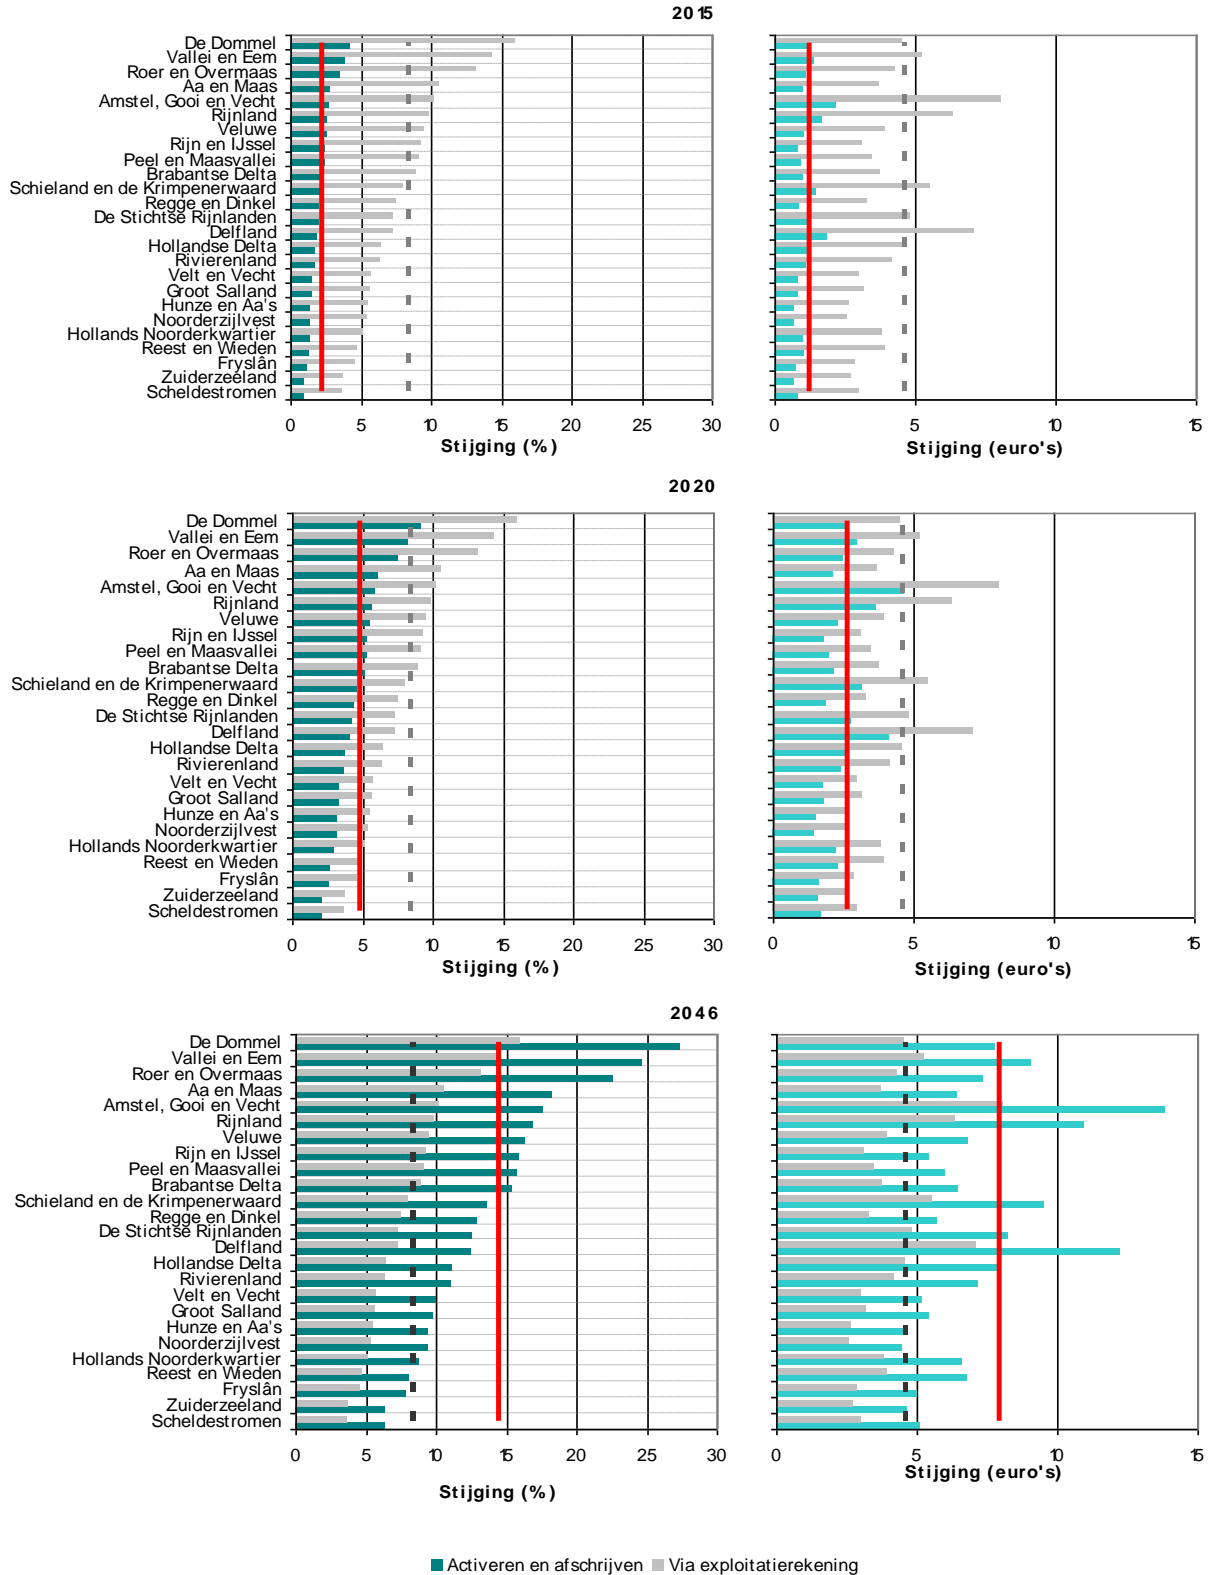 2015
De Dommel
Vallei en Eem
Roer en Overmaas
Aa en Maas
Amstel, Gooi en Vecht
Rijnland
Veluwe
Rijn en IJssel
Peel en Maasvallei
Brabantse Delta
Schieland en de Krimpenerwaard
Regge en Dinkel
De Stichtse Rijnlanden
Delfland
Hollandse Delta
Rivierenland
Velt en Vecht
Groot Salland
Hunze en Aa's
Noorderzijlvest
Hollands Noorderkwartier
Reest en Wieden
Fryslân
Zuiderzeeland
Scheldestromen
0 5 10 15 20 25 30
Stijging (%)
0 5 10 15
Stijging (euro's)
2020
De Dommel
Vallei en Eem
Roer en Overmaas
Aa en Maas
Amstel, Gooi en Vecht
Rijnland
Veluwe
Rijn en IJssel
Peel en Maasvallei
Brabantse Delta
Schieland en de Krimpenerwaard
Regge en Dinkel
De Stichtse Rijnlanden
Delfland
Hollandse Delta
Rivierenland
Velt en Vecht
Groot Salland
Hunze en Aa's
Noorderzijlvest
Hollands Noorderkwartier
Reest en Wieden
Fryslân
Zuiderzeeland
Scheldestromen
0 5 10 15 20 25 30
Stijging (%)
0 5 10 15
Stijging (euro's)
2046
De Dommel
Vallei en Eem
Roer en Overmaas
Aa en Maas
Amstel, Gooi en Vecht
Rijnland
Veluwe
Rijn en IJssel
Peel en Maasvallei
Brabantse Delta
Schieland en de Krimpenerwaard
Regge en Dinkel
De Stichtse Rijnlanden
Delfland
Hollandse Delta
Rivierenland
Velt en Vecht
Groot Salland
Hunze en Aa's
Noorderzijlvest
Hollands Noorderkwartier
Reest en Wieden
Fryslân
Zuiderzeeland
Scheldestromen
0 5 10 15 20 25 30
Stijging (%)
0 5 10 15
Stijging (euro's)
Activeren en afschrijven Via exploitatierekening